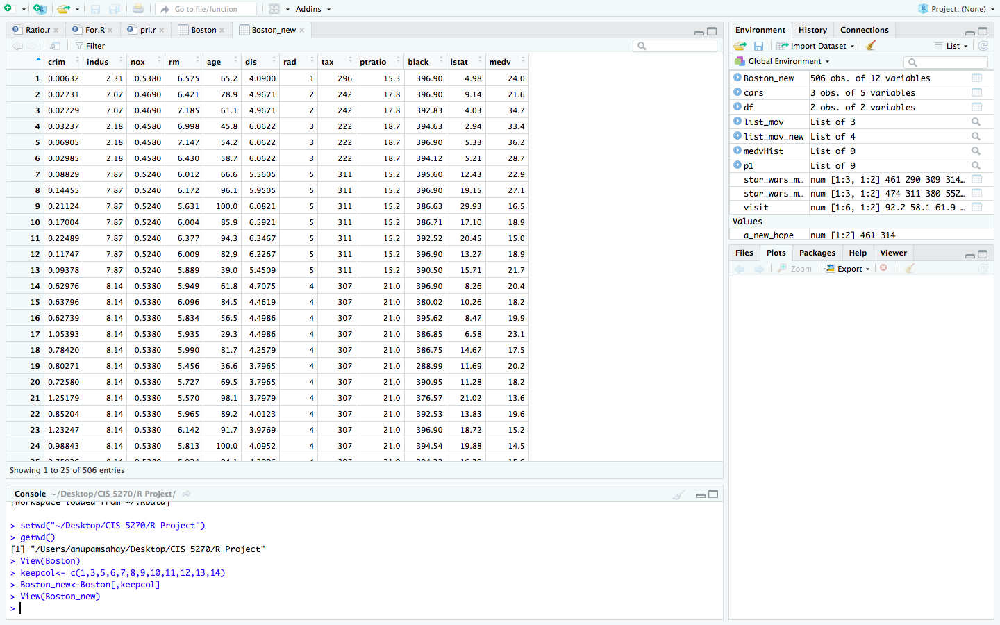 Go to file/function Addins Project: (None)
Ratio.r For.R pri.r Boston Boston_new
Filter
crim indus nox rm age dis rad tax ptratio black lstat medv
1 0.00632 2.31 0.5380 6.575 65.2 4.0900 1 296 15.3 396.90 4.98 24.0
2 0.02731 7.07 0.4690 6.421 78.9 4.9671 2 242 17.8 396.90 9.14 21.6
3 0.02729 7.07 0.4690 7.185 61.1 4.9671 2 242 17.8 392.83 4.03 34.7
4 0.03237 2.18 0.4580 6.998 45.8 6.0622 3 222 18.7 394.63 2.94 33.4
5 0.06905 2.18 0.4580 7.147 54.2 6.0622 3 222 18.7 396.90 5.33 36.2
6 0.02985 2.18 0.4580 6.430 58.7 6.0622 3 222 18.7 394.12 5.21 28.7
7 0.08829 7.87 0.5240 6.012 66.6 5.5605 5 311 15.2 395.60 12.43 22.9
8 0.14455 7.87 0.5240 6.172 96.1 5.9505 5 311 15.2 396.90 19.15 27.1
9 0.21124 7.87 0.5240 5.631 100.0 6.0821 5 311 15.2 386.63 29.93 16.5
10 0.17004 7.87 0.5240 6.004 85.9 6.5921 5 311 15.2 386.71 17.10 18.9
11 0.22489 7.87 0.5240 6.377 94.3 6.3467 5 311 15.2 392.52 20.45 15.0
12 0.11747 7.87 0.5240 6.009 82.9 6.2267 5 311 15.2 396.90 13.27 18.9
13 0.09378 7.87 0.5240 5.889 39.0 5.4509 5 311 15.2 390.50 15.71 21.7
14 0.62976 8.14 0.5380 5.949 61.8 4.7075 4 307 21.0 396.90 8.26 20.4
15 0.63796 8.14 0.5380 6.096 84.5 4.4619 4 307 21.0 380.02 10.26 18.2
16 0.62739 8.14 0.5380 5.834 56.5 4.4986 4 307 21.0 395.62 8.47 19.9
17 1.05393 8.14 0.5380 5.935 29.3 4.4986 4 307 21.0 386.85 6.58 23.1
18 0.78420 8.14 0.5380 5.990 81.7 4.2579 4 307 21.0 386.75 14.67 17.5
19 0.80271 8.14 0.5380 5.456 36.6 3.7965 4 307 21.0 288.99 11.69 20.2
20 0.72580 8.14 0.5380 5.727 69.5 3.7965 4 307 21.0 390.95 11.28 18.2
21 1.25179 8.14 0.5380 5.570 98.1 3.7979 4 307 21.0 376.57 21.02 13.6
22 0.85204 8.14 0.5380 5.965 89.2 4.0123 4 307 21.0 392.53 13.83 19.6
23 1.23247 8.14 0.5380 6.142 91.7 3.9769 4 307 21.0 396.90 18.72 15.2
24 0.98843 8.14 0.5380 5.813 100.0 4.0952 4 307 21.0 394.54 19.88 14.5
Showing 1 to 25 of 506 entries
Console ~/Desktop/CIS 5270/R Project/
[Workspace loaded from ~/.RData]
> setwd("~/Desktop/CIS 5270/R Project")
> getwd()
[1] "/Users/anupamsahay/Desktop/CIS 5270/R Project"
> View(Boston)
> keepcol<- c(1,3,5,6,7,8,9,10,11,12,13,14)
> Boston_new<-Boston[,keepcol]
> View(Boston_new)
>
Environment History Connections
Import Dataset List
Global Environment
Boston_new 506 obs. of 12 variables
cars 3 obs. of 5 variables
df 2 obs. of 2 variables
list_mov List of 3
list_mov_new List of 4
medvHist List of 9
p1 List of 9
star_wars_m… num [1:3, 1:2] 461 290 309 314…
star_wars_m… num [1:3, 1:2] 474 311 380 552…
visit num [1:6, 1:2] 92.2 58.1 61.9 …
Values
a_new_hope num [1:2] 461 314
Files Plots Packages Help Viewer
Zoom Export